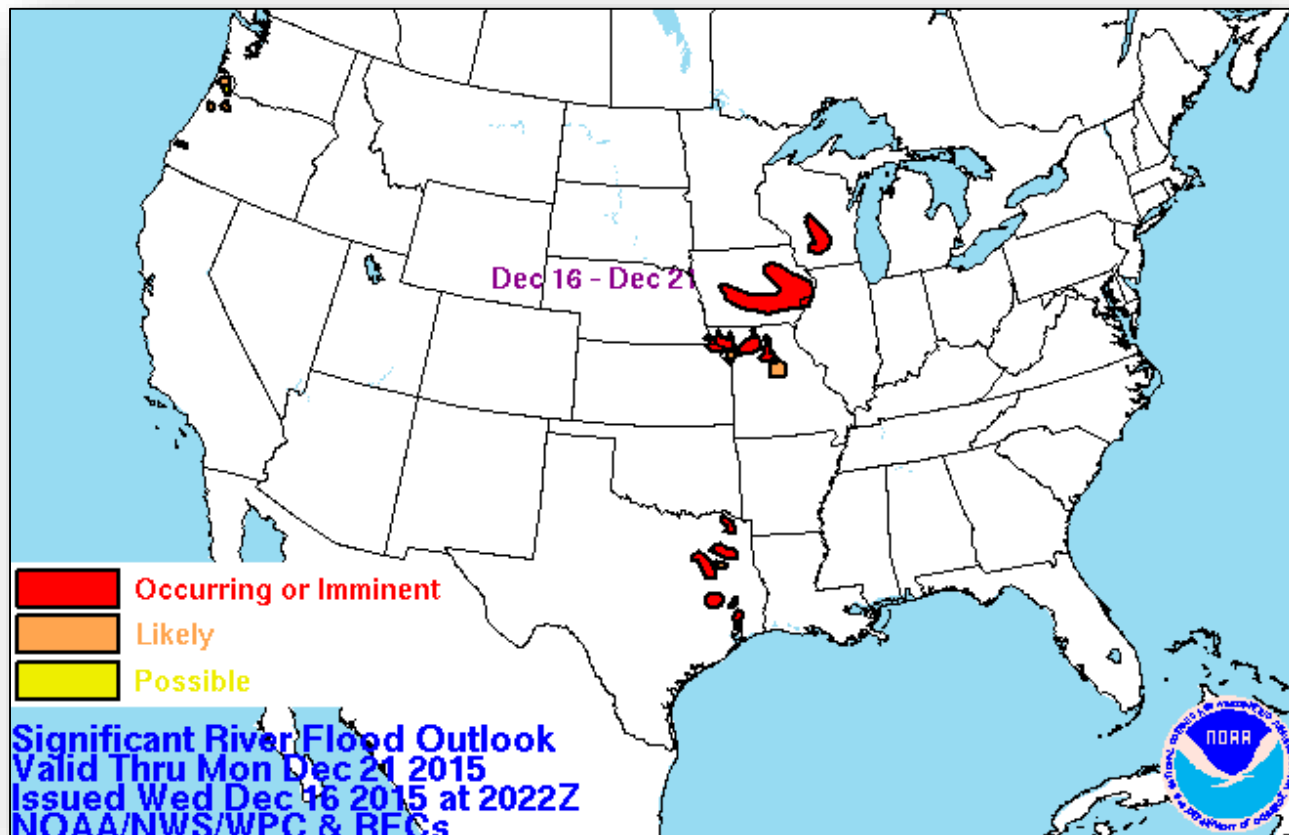 Dec 16 - Dec 21
Occurring or Imminent
Likely
Possible
Significant River Flood Outlook
Valid Thru Mon Dec 21 2015
Issued Wed Dec 16 2015 at 2022Z
NOAA/NWS/WPC & RFCs
NOAA